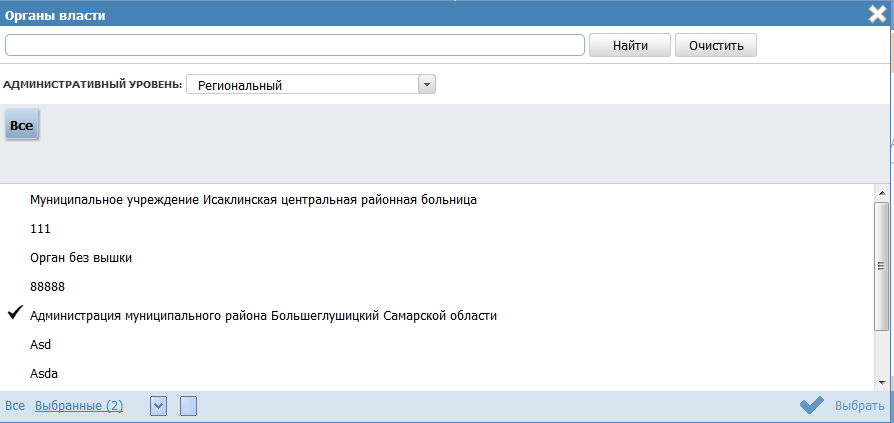 Органы власти
Найти Очистить
АДМИНИСТРАТИВНЫЙ УРОВЕНЬ: Региональный
Все
Муниципальное учреждение Исаклинская центральная районная больница
111
Орган без вышки
88888
Администрация муниципального района Большеглушицкий Самарской области
Asd
Asda
Все Выбранные (2) Выбрать